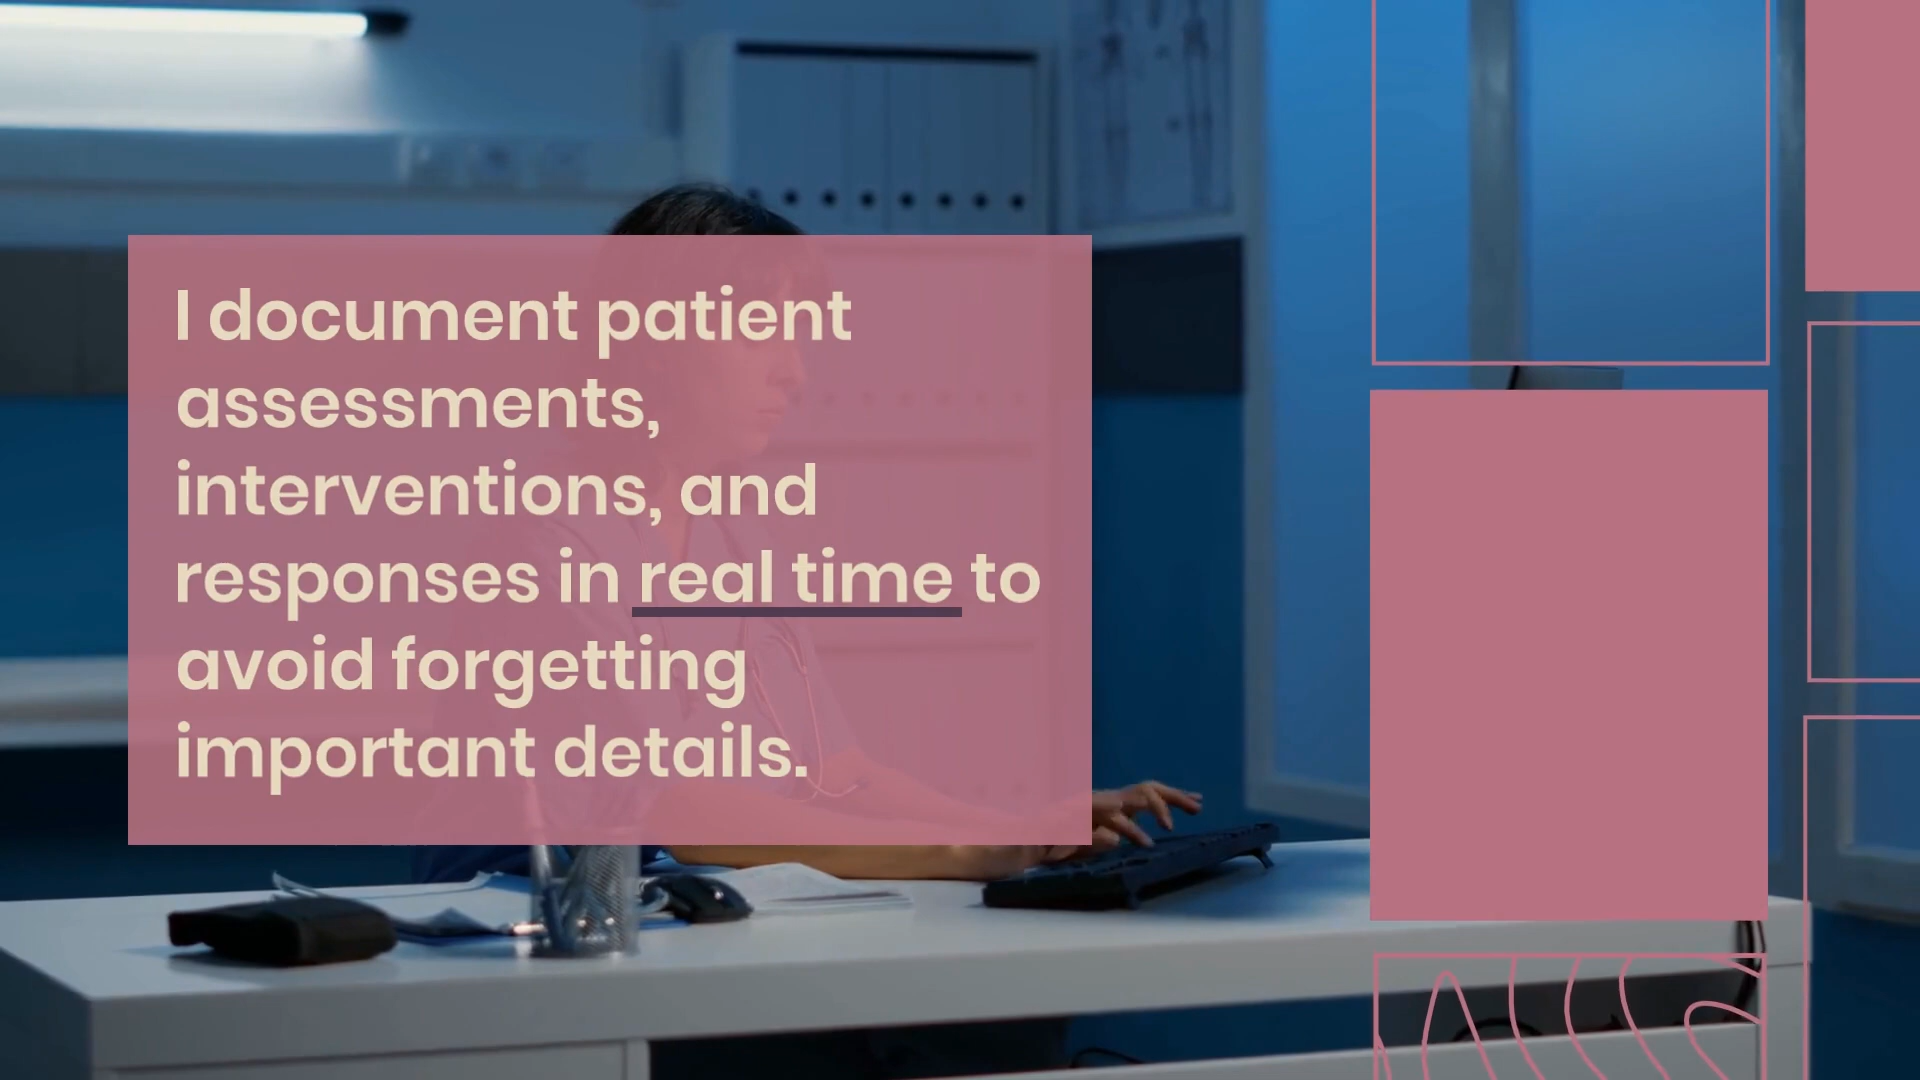 I document patient
assessments,
interventions, and
responses in real time to
avoid forgetting
important details.